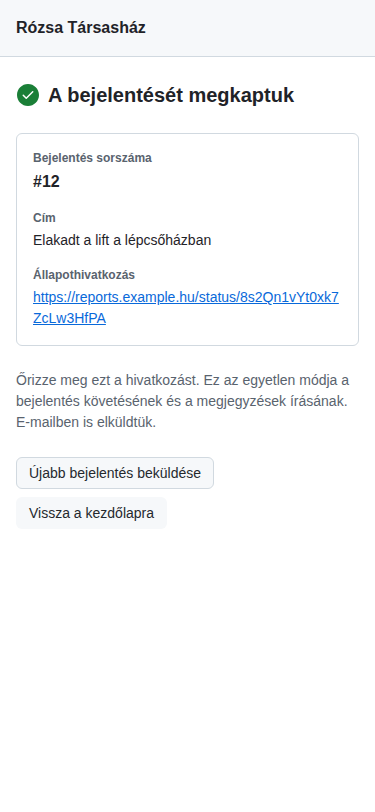 Rózsa Társasház
A bejelentését megkaptuk
Bejelentés sorszáma
#12
Cím
Elakadt a lift a lépcsőházban
Állapothivatkozás
https://reports.example.hu/status/8s2Qn1vYt0xk7
ZcLw3HfPA
Őrizze meg ezt a hivatkozást. Ez az egyetlen módja a
bejelentés követésének és a megjegyzések írásának.
E-mailben is elküldtük.
Újabb bejelentés beküldése
Vissza a kezdőlapra